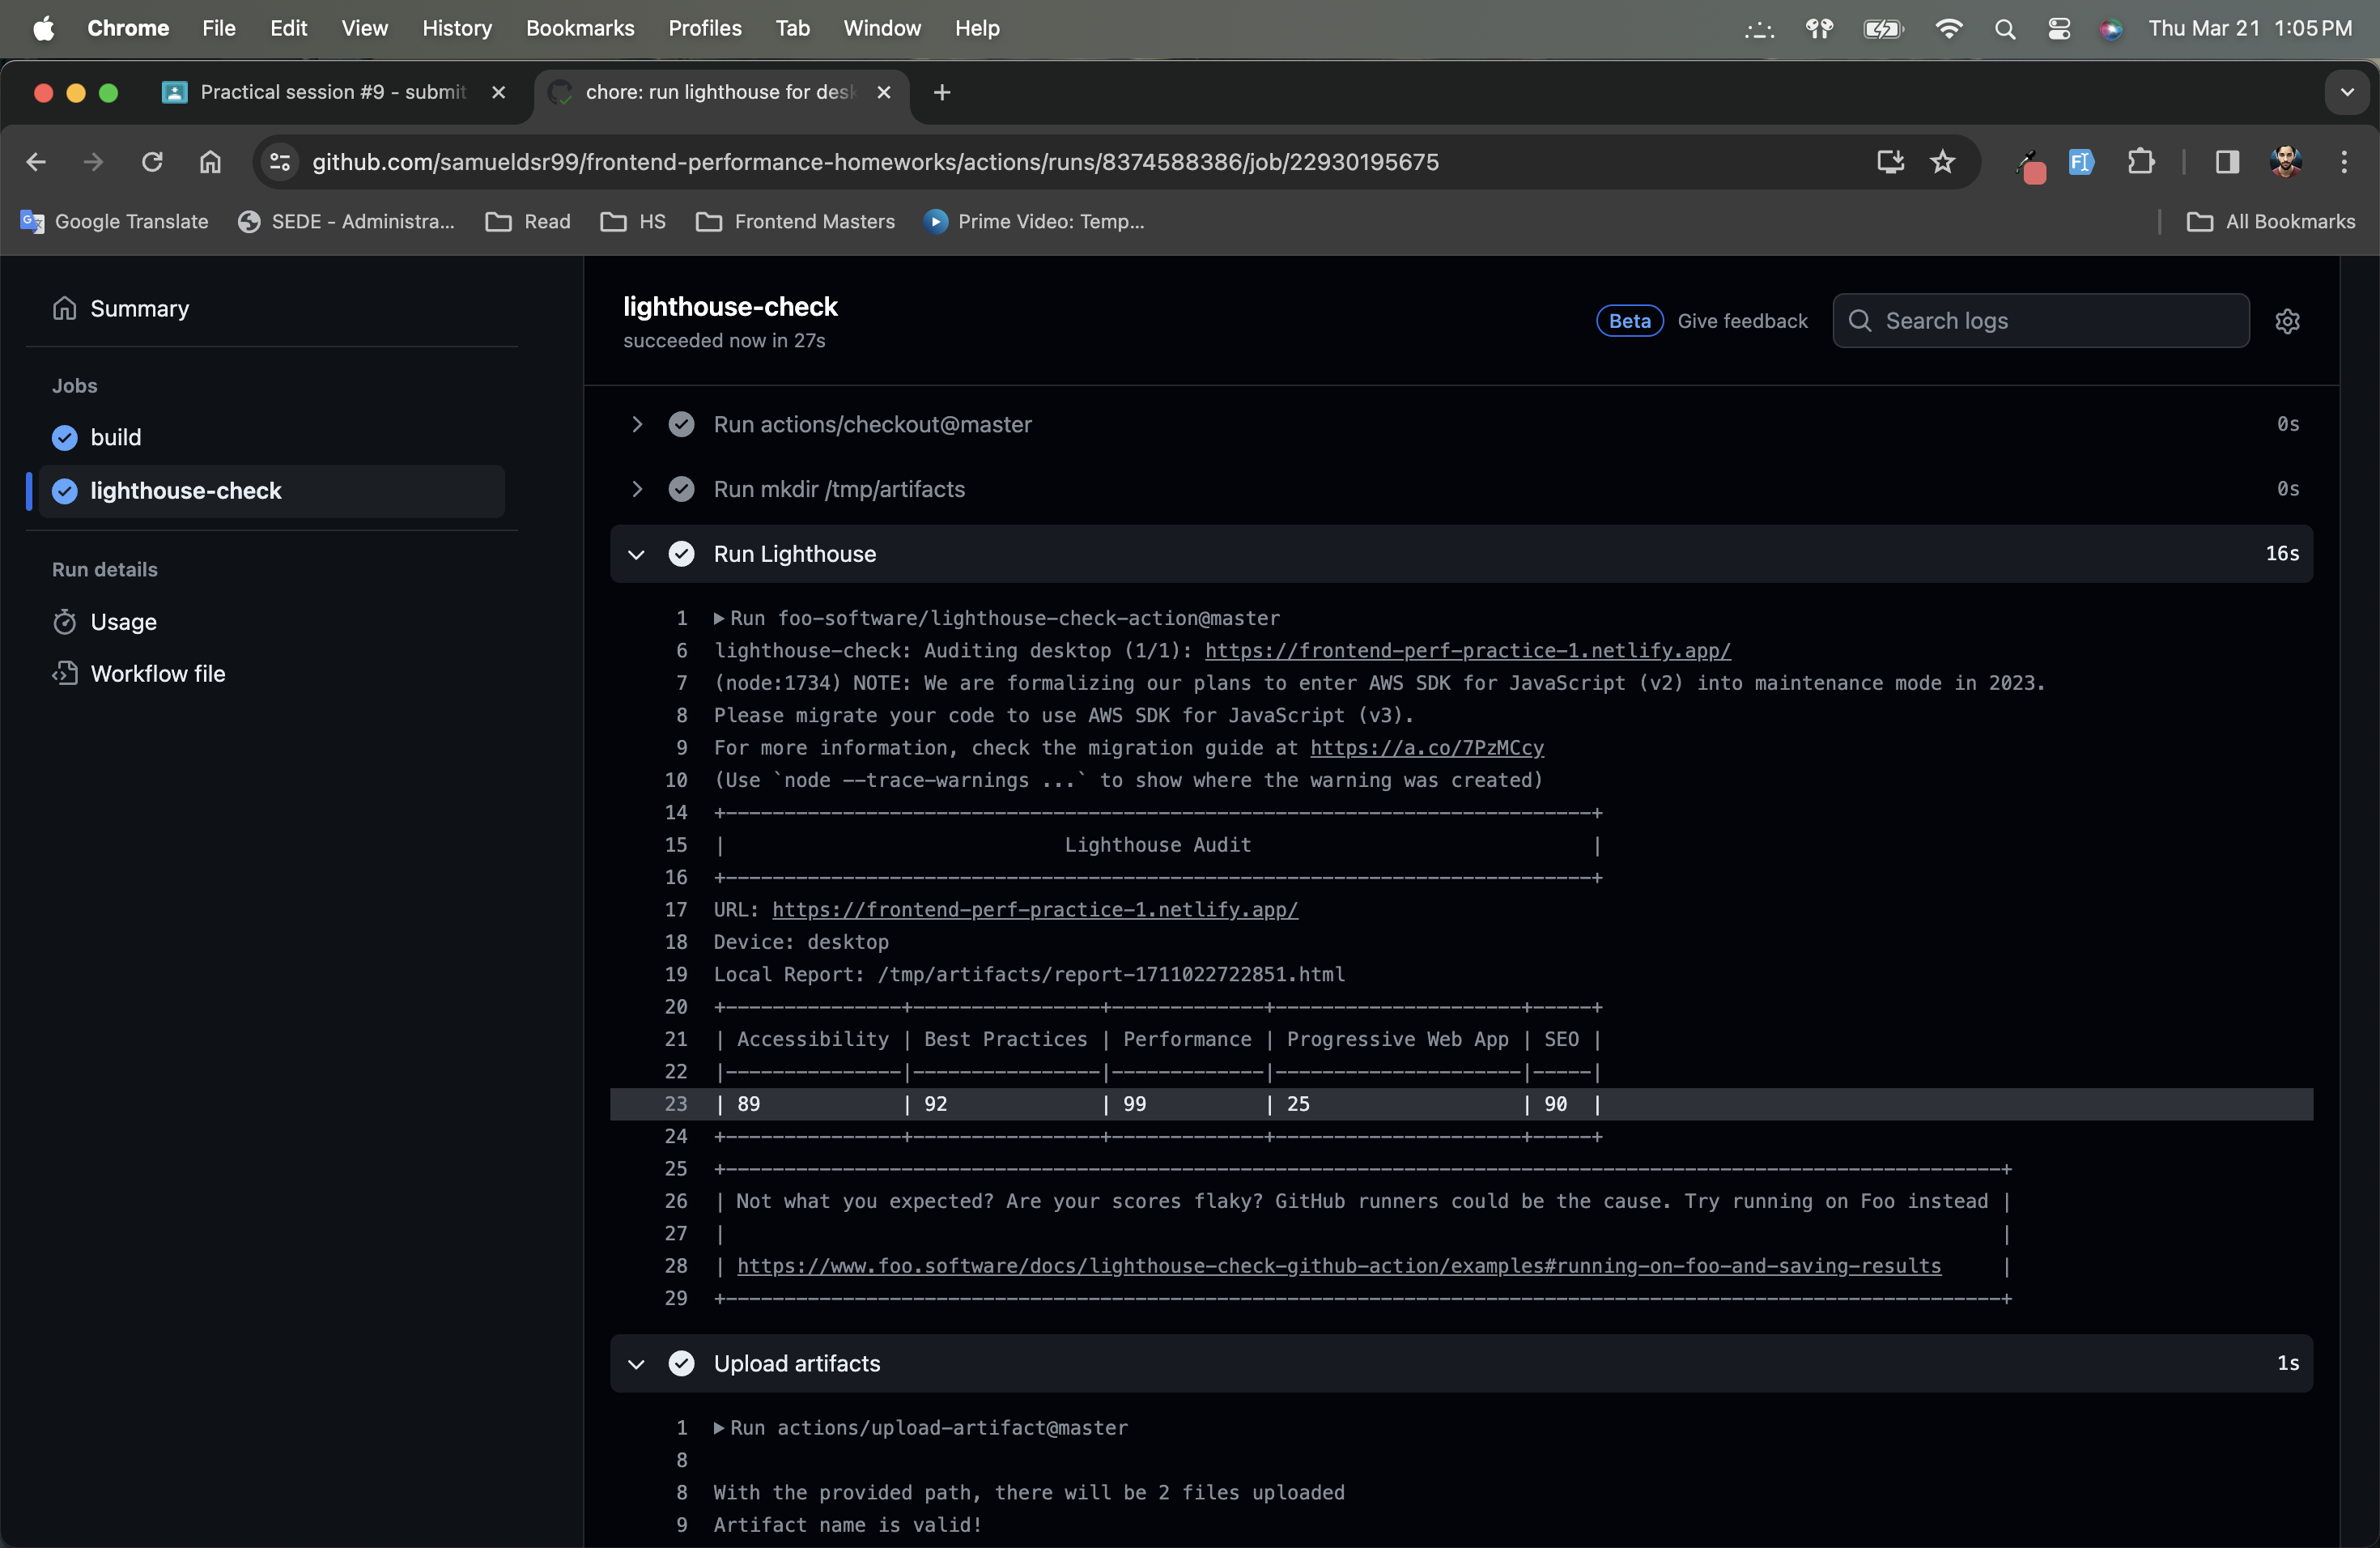 Chrome File Edit View History Bookmarks Profiles Tab Window Help Thu Mar 21 1:05 PM
Practical session #9 - submit chore: run lighthouse for desk
github.com/samueldsr99/frontend-performance-homeworks/actions/runs/8374588386/job/22930195675
Google Translate SEDE - Administra... Read HS Frontend Masters Prime Video: Temp... All Bookmarks
Summary
Jobs
build
lighthouse-check
Run details
Usage
Workflow file
lighthouse-check
succeeded now in 27s
Beta Give feedback Search logs
Run actions/checkout@master 0s
Run mkdir /tmp/artifacts 0s
Run Lighthouse 16s
1 ▶Run foo-software/lighthouse-check-action@master
6 lighthouse-check: Auditing desktop (1/1): https://frontend-perf-practice-1.netlify.app/
7 (node:1734) NOTE: We are formalizing our plans to enter AWS SDK for JavaScript (v2) into maintenance mode in 2023.
8 Please migrate your code to use AWS SDK for JavaScript (v3).
9 For more information, check the migration guide at https://a.co/7PzMCcy
10 (Use `node --trace-warnings ...` to show where the warning was created)
14 +--------------------------------------------------------------------------+
15 | Lighthouse Audit |
16 +--------------------------------------------------------------------------+
17 URL: https://frontend-perf-practice-1.netlify.app/
18 Device: desktop
19 Local Report: /tmp/artifacts/report-1711022722851.html
20 +---------------+----------------+-------------+---------------------+-----+
21 | Accessibility | Best Practices | Performance | Progressive Web App | SEO |
22 |---------------|----------------|-------------|---------------------|-----|
23 | 89 | 92 | 99 | 25 | 90 |
24 +---------------+----------------+-------------+---------------------+-----+
25 +-------------------------------------------------------------------------------------------------------------+
26 | Not what you expected? Are your scores flaky? GitHub runners could be the cause. Try running on Foo instead |
27 | |
28 | https://www.foo.software/docs/lighthouse-check-github-action/examples#running-on-foo-and-saving-results |
29 +-------------------------------------------------------------------------------------------------------------+
Upload artifacts 1s
1 ▶Run actions/upload-artifact@master
8
8 With the provided path, there will be 2 files uploaded
9 Artifact name is valid!